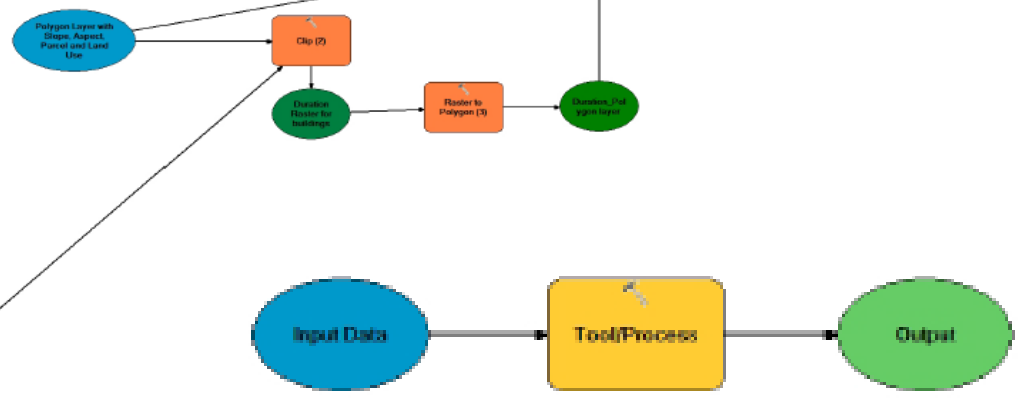 Polygon Layer with
Slope, Aspect,
Parcel and Land
Use
Clip (2)
Duration
Raster for
buildings
Raster to
Polygon (3)
Duration_Pol
ygon layer
Input Data
Tool/Process
Output